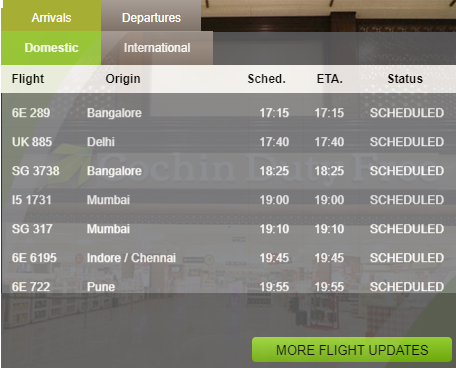 Arrivals Departures
Domestic International
Flight Origin Sched. ETA. Status
6E 289 Bangalore 17:15 17:15 SCHEDULED
UK 885 Delhi 17:40 17:40 SCHEDULED
SG 3738 Bangalore 18:25 18:25 SCHEDULED
Cochin Duty F
I5 1731 Mumbai 19:00 19:00 SCHEDULED
SG 317 Mumbai 19:10 19:10 SCHEDULED
6E 6195 Indore / Chennai 19:45 19:45 SCHEDULED
6E 722 Pune 19:55 19:55 SCHEDULED
MORE FLIGHT UPDATES